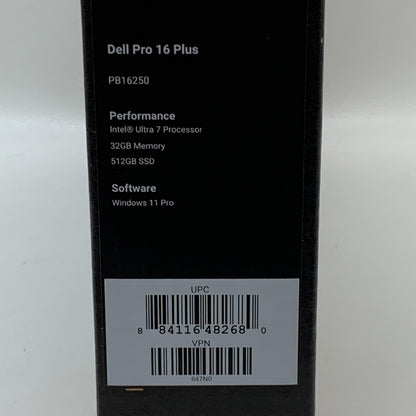 Dell Pro 16 Plus
PB16250
Performance
Intel® Ultra 7 Processor
32GB Memory
512GB SSD
Software
Windows 11 Pro
UPC
8 84116 48268 0
VPN
647N0